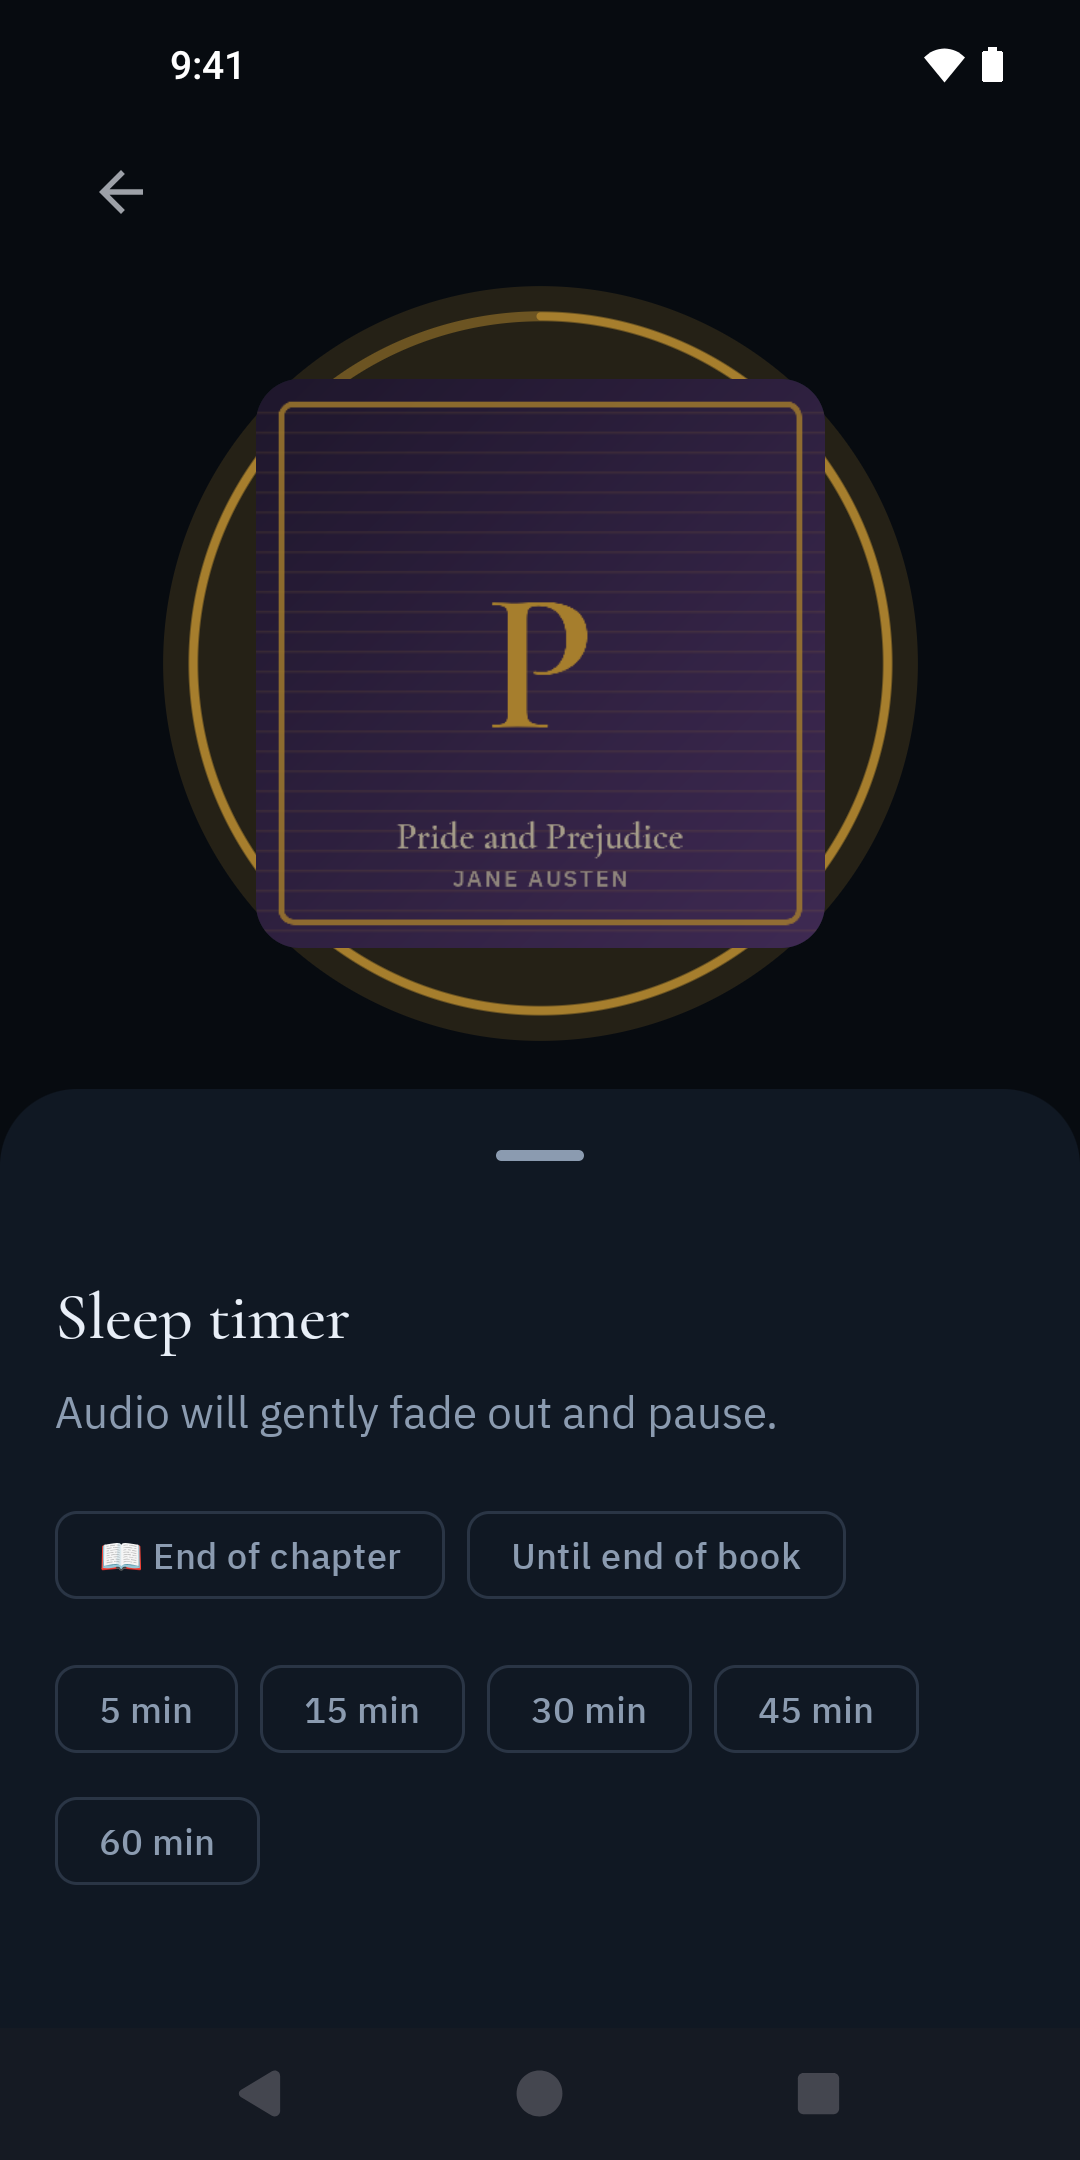 9:41
P
Pride and Prejudice
JANE AUSTEN
Sleep timer
Audio will gently fade out and pause.
📖 End of chapter
Until end of book
5 min
15 min
30 min
45 min
60 min